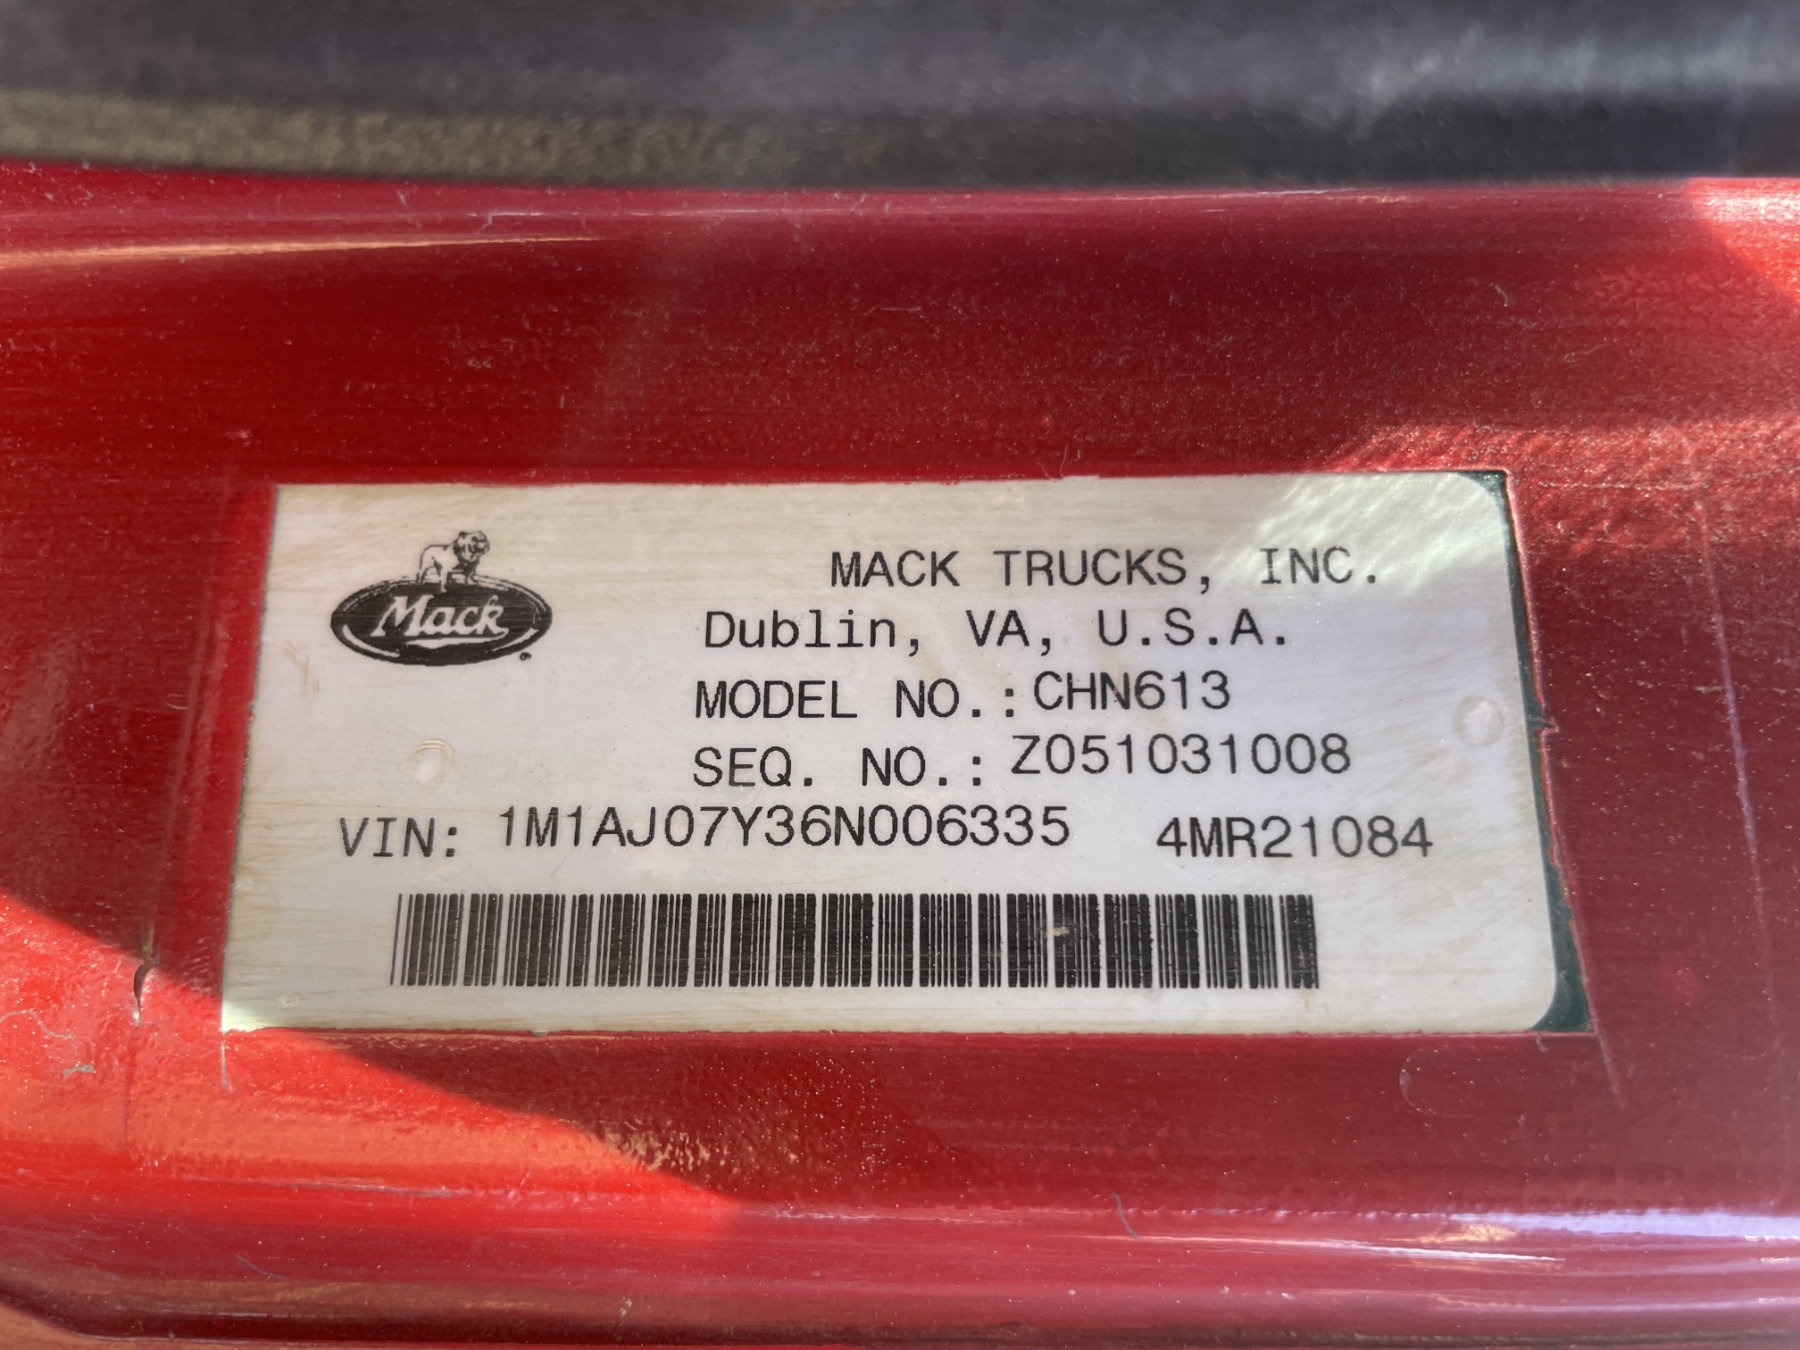 Mack
MACK TRUCKS, INC.
Dublin, VA, U.S.A.
MODEL NO.: CHN613
SEQ. NO.: Z051031008
VIN: 1M1AJ07Y36N006335 4MR21084